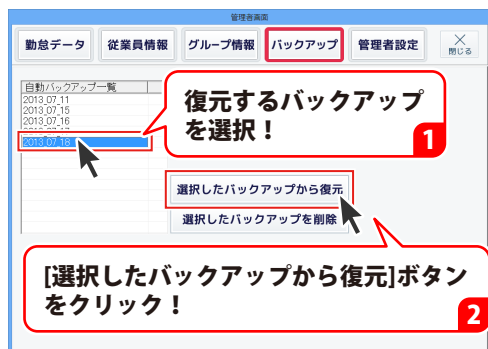 管理者画面
勤怠データ 従業員情報 グループ情報 バックアップ 管理者設定 閉じる
自動バックアップ一覧
2013_07_11
2013_07_15
2013_07_16
2013_07_18
復元するバックアップ
を選択！
1
選択したバックアップから復元
選択したバックアップを削除
[選択したバックアップから復元]ボタン
をクリック！
2